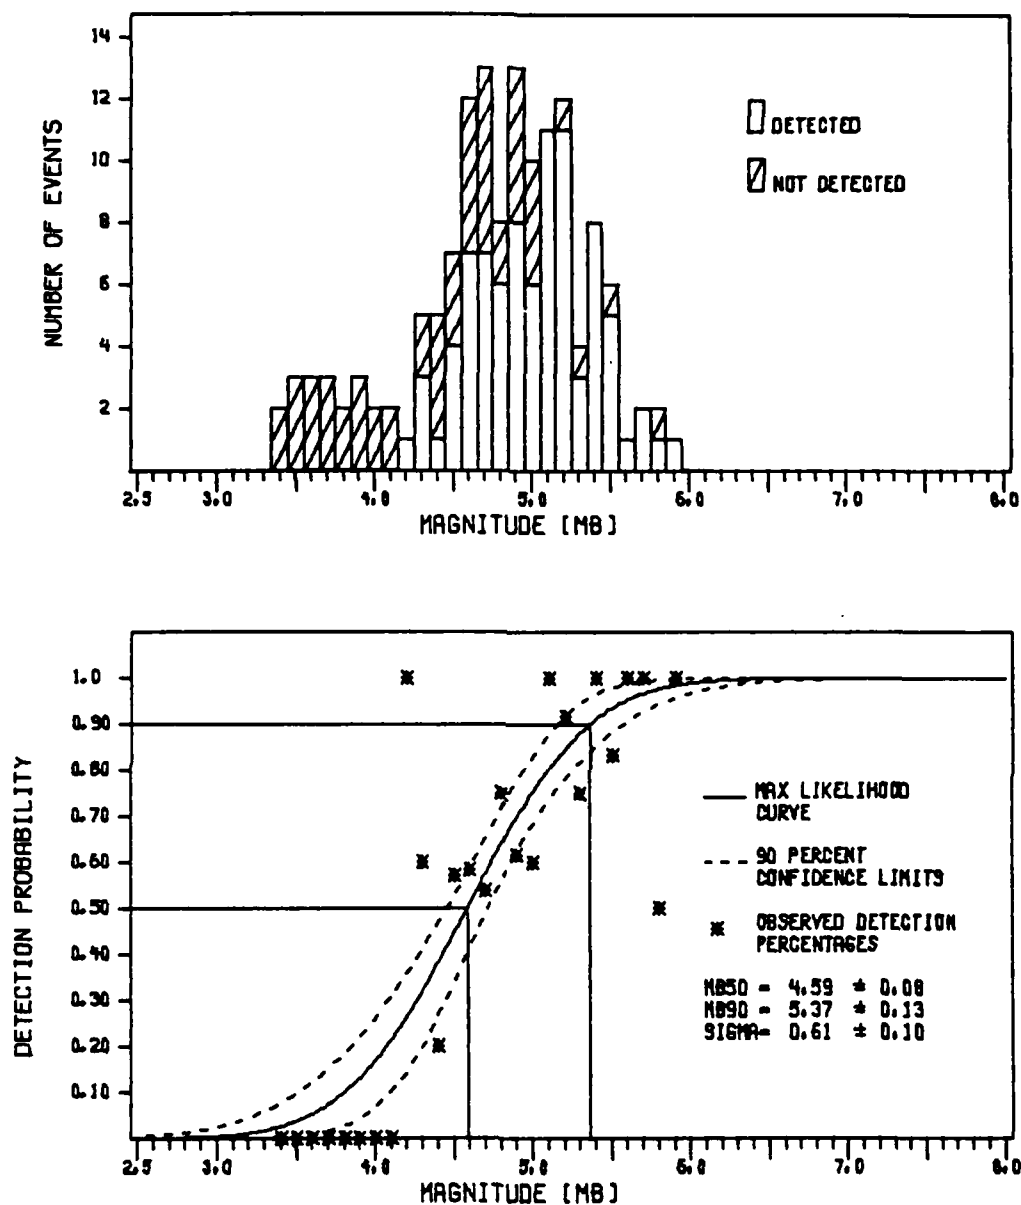 14
12
10
8
6
4
2
NUMBER OF EVENTS
DETECTED
NOT DETECTED
2.5 3.0 4.0 5.0 6.0 7.0 8.0
MAGNITUDE [MB]
1.0
0.90
0.80
0.70
0.60
0.50
0.40
0.30
0.20
0.10
DETECTION PROBABILITY
MAX LIKELIHOOD
CURVE
90 PERCENT
CONFIDENCE LIMITS
OBSERVED DETECTION
PERCENTAGES
MB50 = 4.59 ± 0.08
MB90 = 5.37 ± 0.13
SIGMA= 0.61 ± 0.10
2.5 3.0 4.0 5.0 6.0 7.0 8.0
MAGNITUDE [MB]